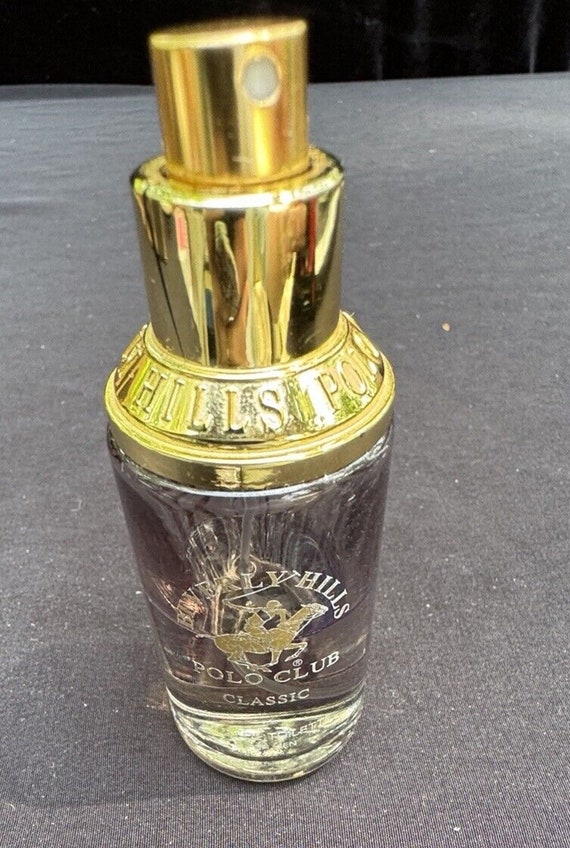 HILLS POLO
BEVERLY HILLS
POLO CLUB
®
CLASSIC